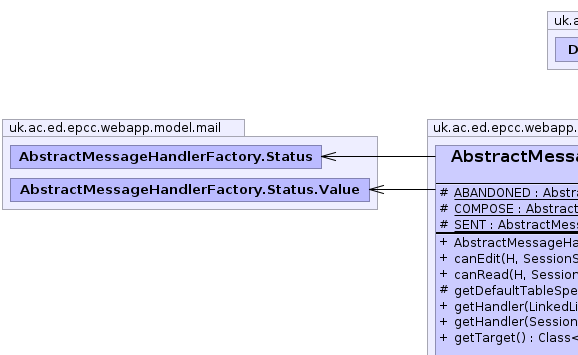 uk.a
D
uk.ac.ed.epcc.webapp.model.mail
AbstractMessageHandlerFactory.Status
AbstractMessageHandlerFactory.Status.Value
uk.ac.ed.epcc.webapp.
AbstractMessa
# ABANDONED : Abstra
# COMPOSE : Abstract
# SENT : AbstractMess
+ AbstractMessageHa
+ canEdit(H, SessionS
+ canRead(H, Session
# getDefaultTableSpe
+ getHandler(LinkedLi
+ getHandler(Session
+ getTarget() : Class<